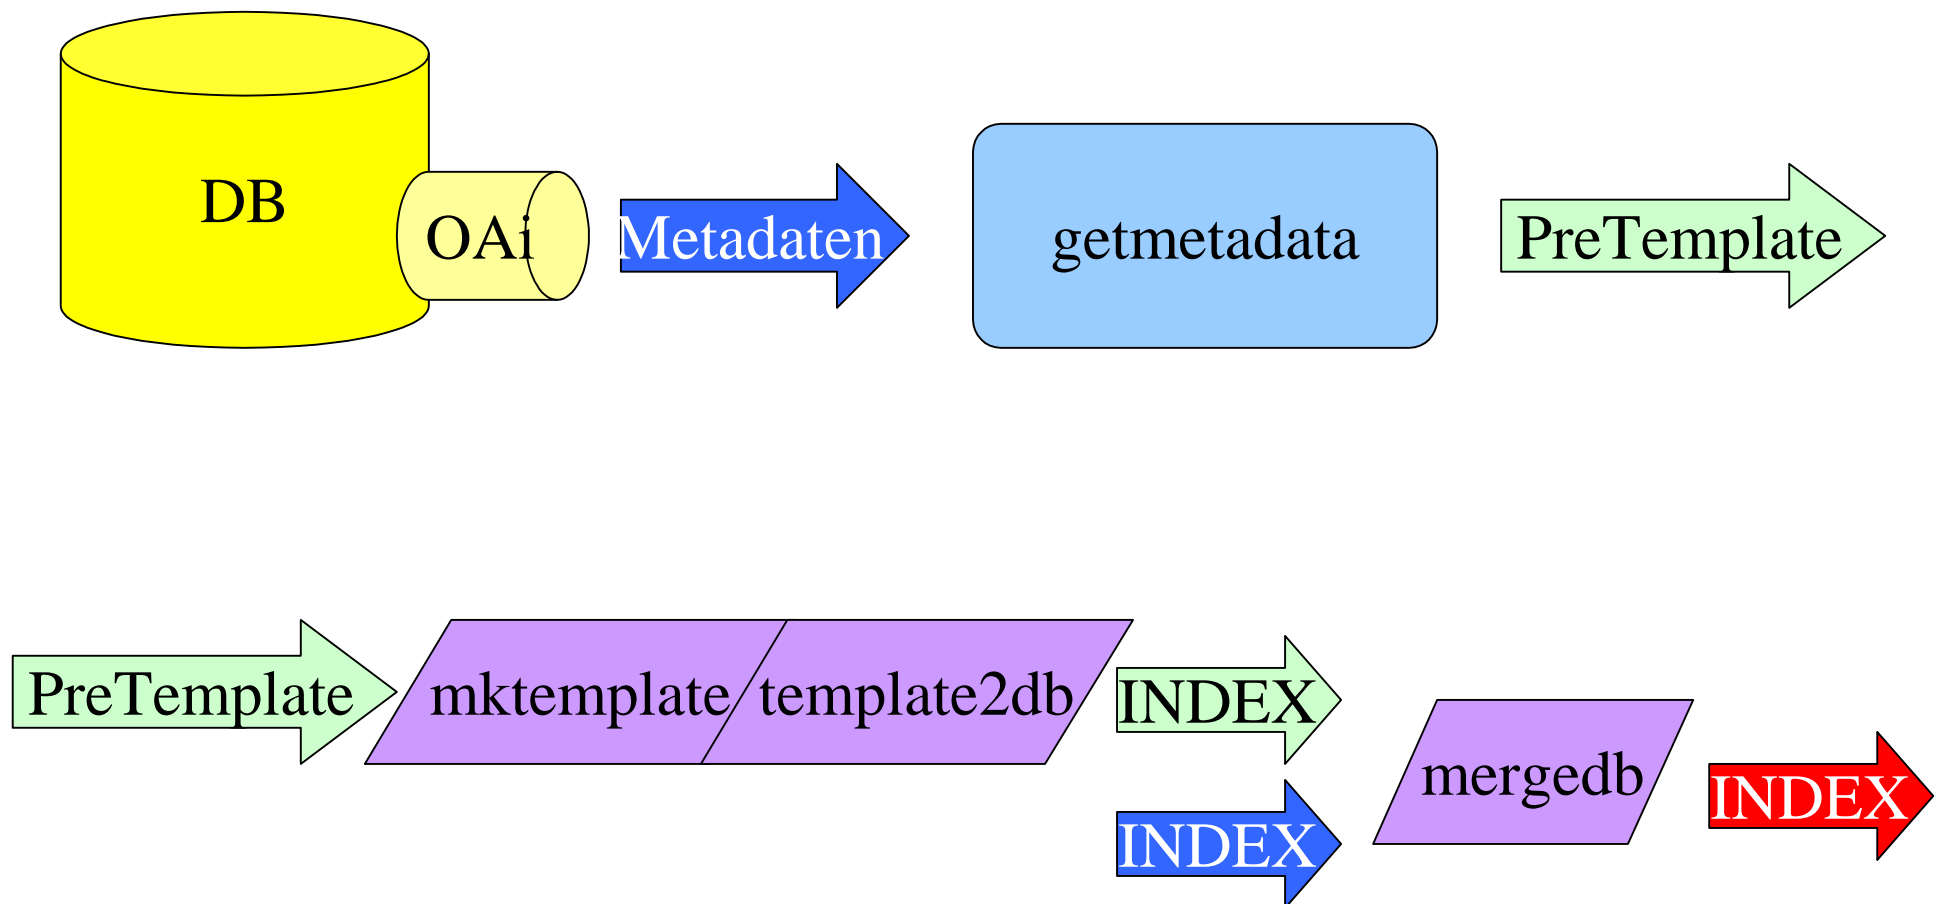 DB
OAi
Metadaten
getmetadata
PreTemplate
PreTemplate
mktemplate
template2db
INDEX
INDEX
mergedb
INDEX